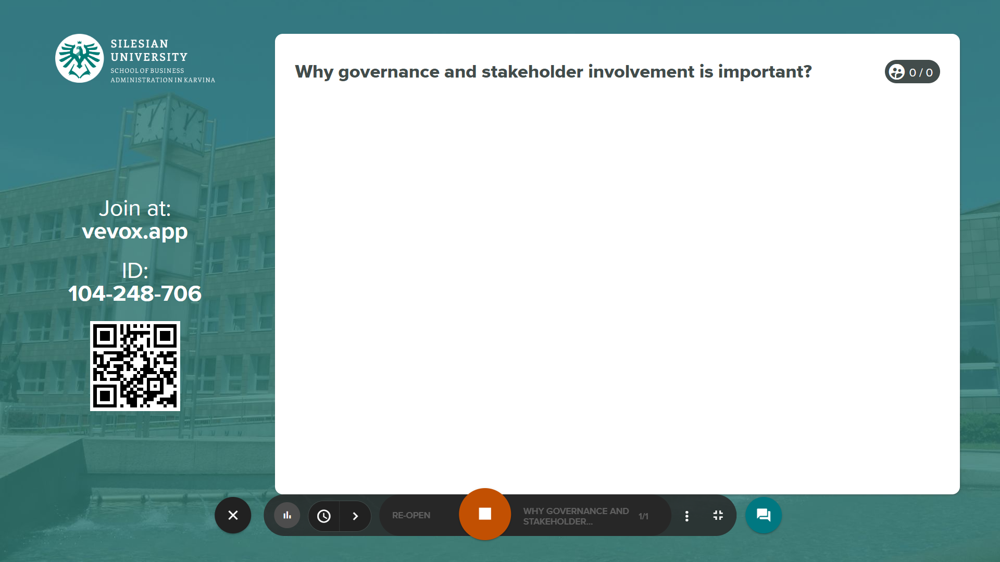 SILESIAN
UNIVERSITY
SCHOOL OF BUSINESS
ADMINISTRATION IN KARVINA
Join at:
vevox.app
ID:
104-248-706
Why governance and stakeholder involvement is important?
0 / 0
RE-OPEN
WHY GOVERNANCE AND
STAKEHOLDER...
1/1